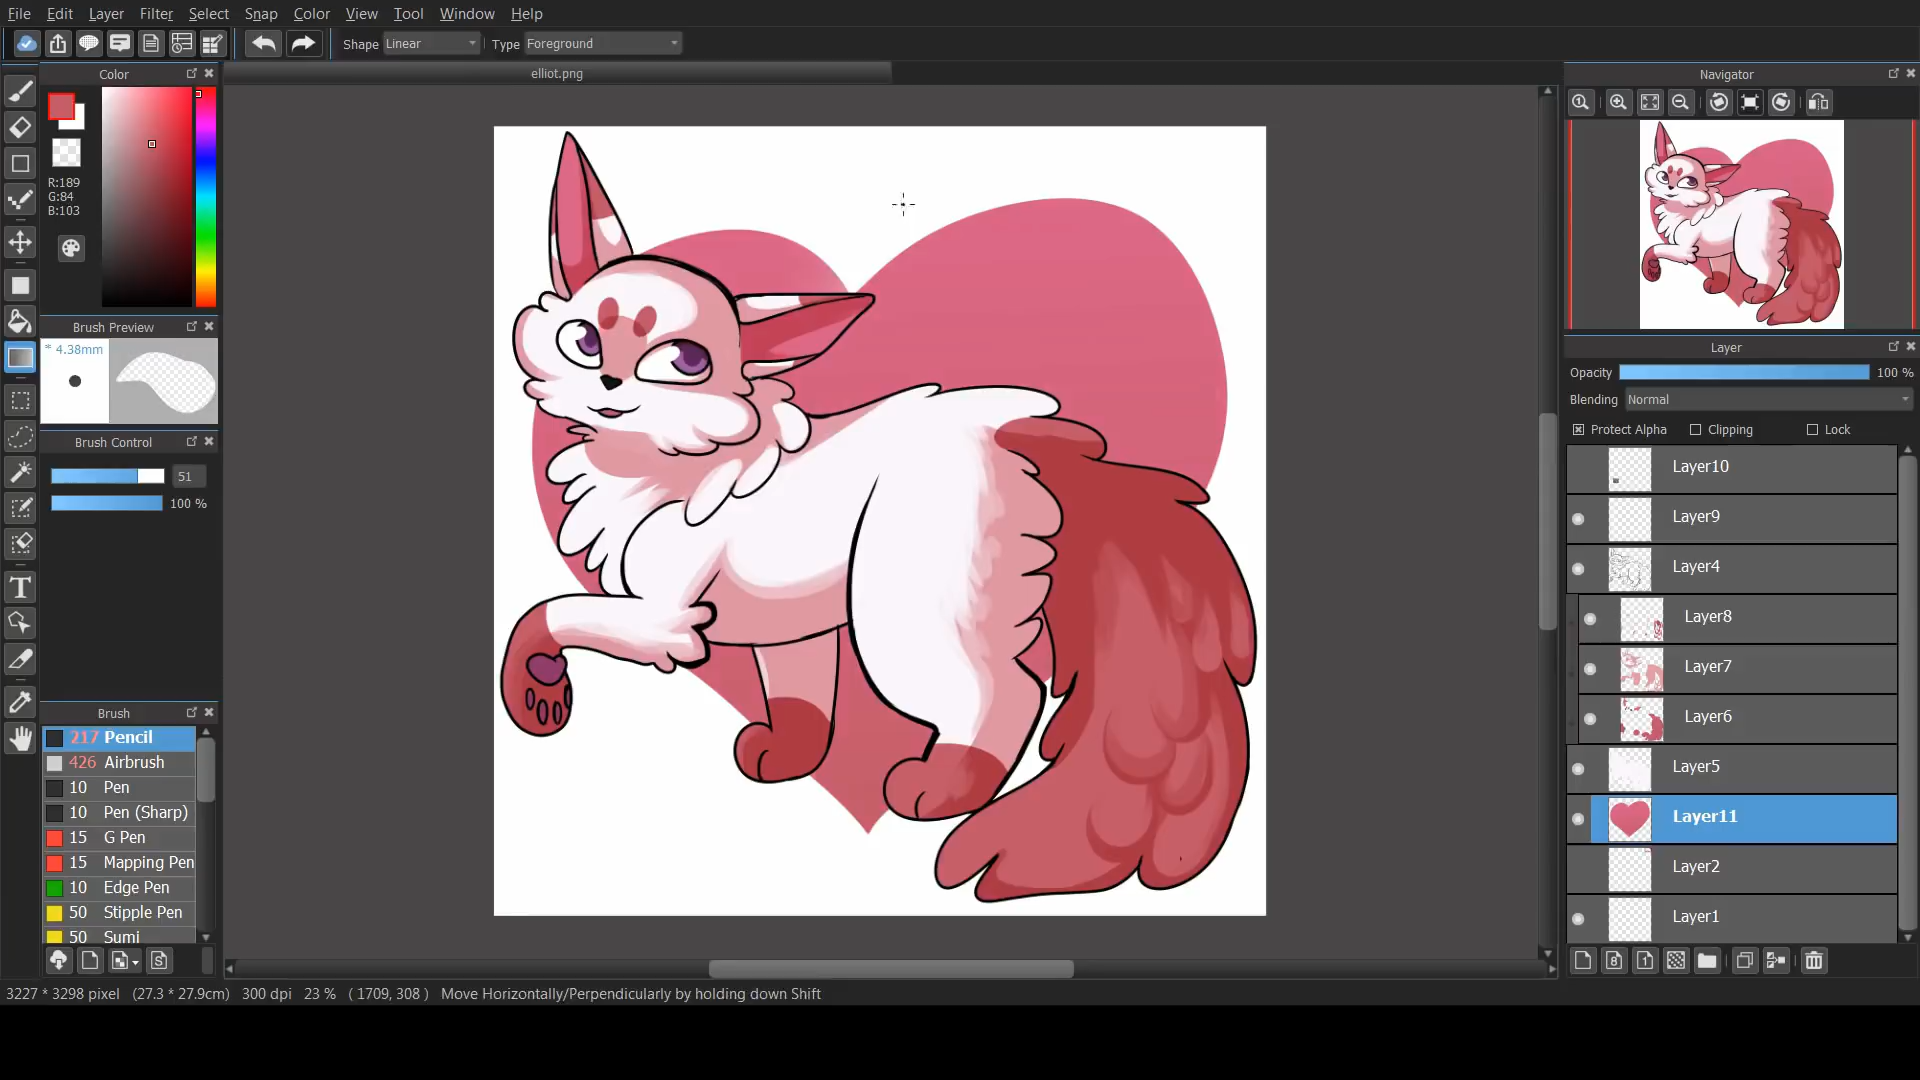 File Edit Layer Filter Select Snap Color View Tool Window Help
Shape Linear Type Foreground
elliot.png
Color
R:189
G:84
B:103
Brush Preview
* 4.38mm
Brush Control
51
100 %
Brush
217 Pencil
426 Airbrush
10 Pen
10 Pen (Sharp)
15 G Pen
15 Mapping Pen
10 Edge Pen
50 Stipple Pen
50 Sumi
Navigator
Layer
Opacity 100 %
Blending Normal
Protect Alpha Clipping Lock
Layer10
Layer9
Layer4
Layer8
Layer7
Layer6
Layer5
Layer11
Layer2
Layer1
3227 * 3298 pixel (27.3 * 27.9cm) 300 dpi 23 % ( 1709, 308 ) Move Horizontally/Perpendicularly by holding down Shift